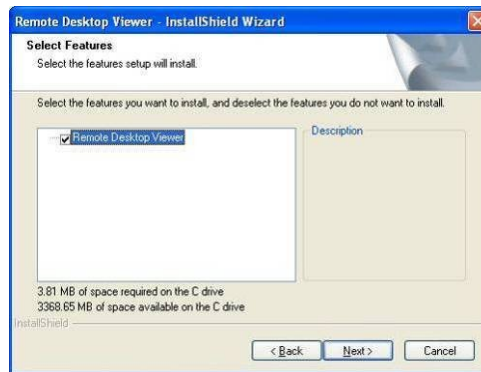 Remote Desktop Viewer - InstallShield Wizard
Select Features
Select the features setup will install.
Select the features you want to install, and deselect the features you do not want to install.
Remote Desktop Viewer
Description
3.81 MB of space required on the C drive
3368.65 MB of space available on the C drive
InstallShield
< Back
Next >
Cancel